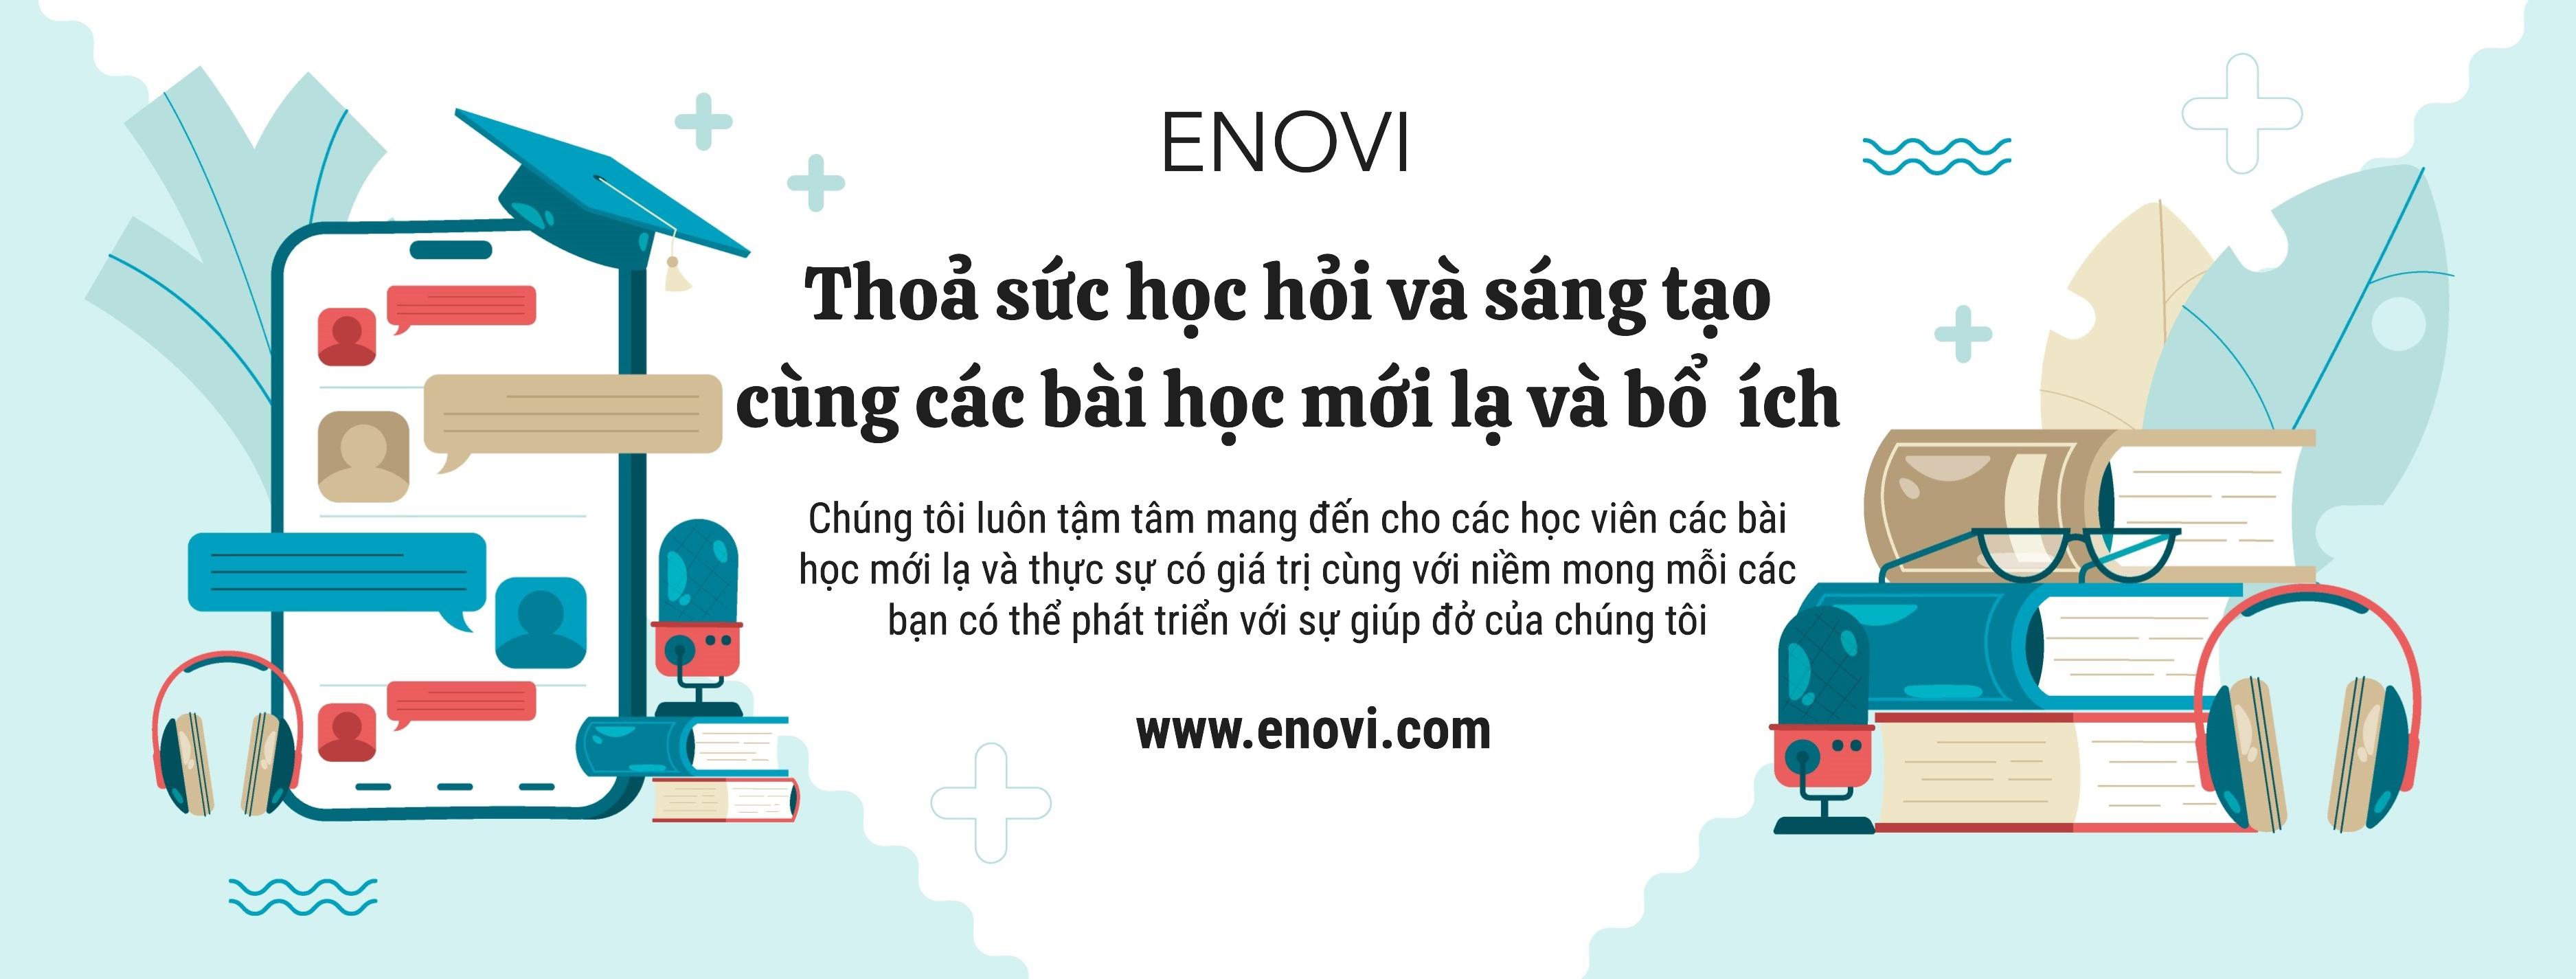 ENOVI
Thoả sức học hỏi và sáng tạo
cùng các bài học mới lạ và bổ ích
Chúng tôi luôn tậm tâm mang đến cho các học viên các bài
học mới lạ và thực sự có giá trị cùng với niềm mong mỗi các
bạn có thể phát triển với sự giúp đở của chúng tôi
www.enovi.com